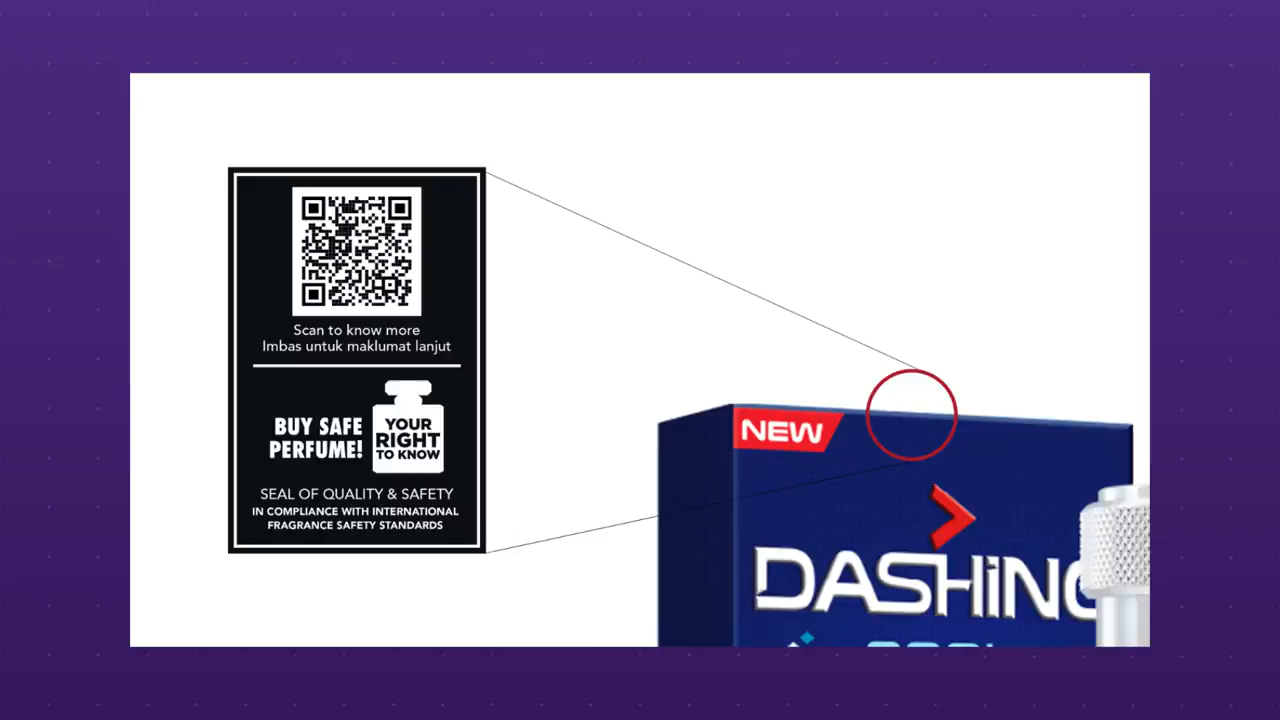 Scan to know more
Imbas untuk maklumat lanjut
BUY SAFE
PERFUME!
YOUR
RIGHT
TO KNOW
SEAL OF QUALITY & SAFETY
IN COMPLIANCE WITH INTERNATIONAL
FRAGRANCE SAFETY STANDARDS
NEW
DASHING